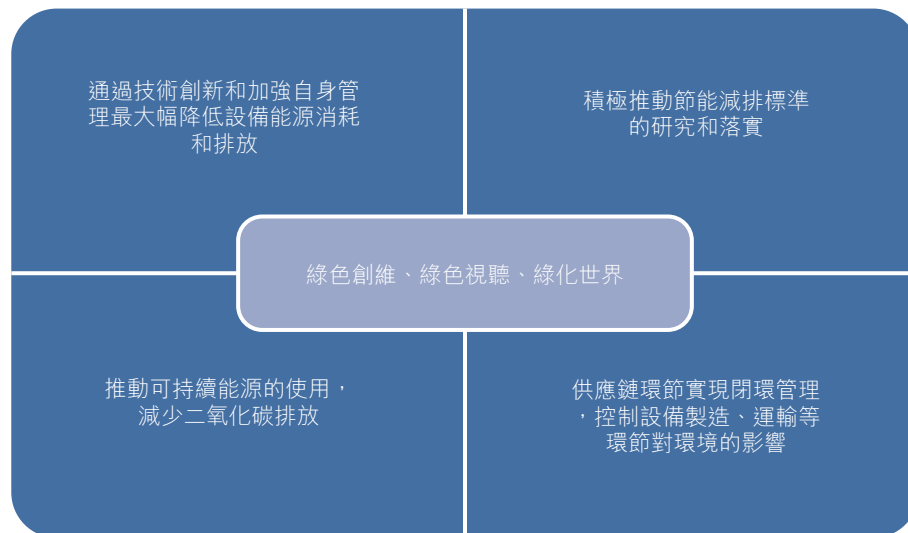 通過技術創新和加強自身管
理最大幅降低設備能源消耗
和排放
積極推動節能減排標準
的研究和落實
綠色創維、綠色視聽、綠化世界
推動可持續能源的使用，
減少二氧化碳排放
供應鏈環節實現閉環管理
，控制設備製造、運輸等
環節對環境的影響